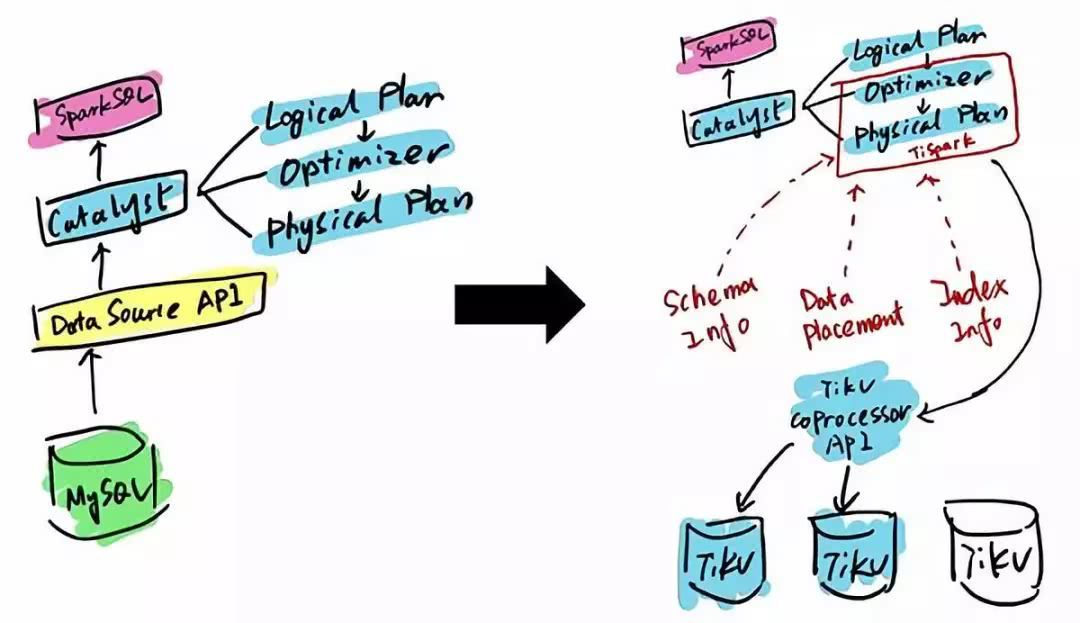 SparkSQL
Catalyst
Logical Plan
Optimizer
Physical Plan
Data Source API
MySQL
SparkSQL
Catalyst
Logical Plan
Optimizer
Physical Plan
TiSpark
Schema
Info
Data
Placement
Index
Info
TiKV
Coprocessor
API
TiKV
TiKV
TiKV